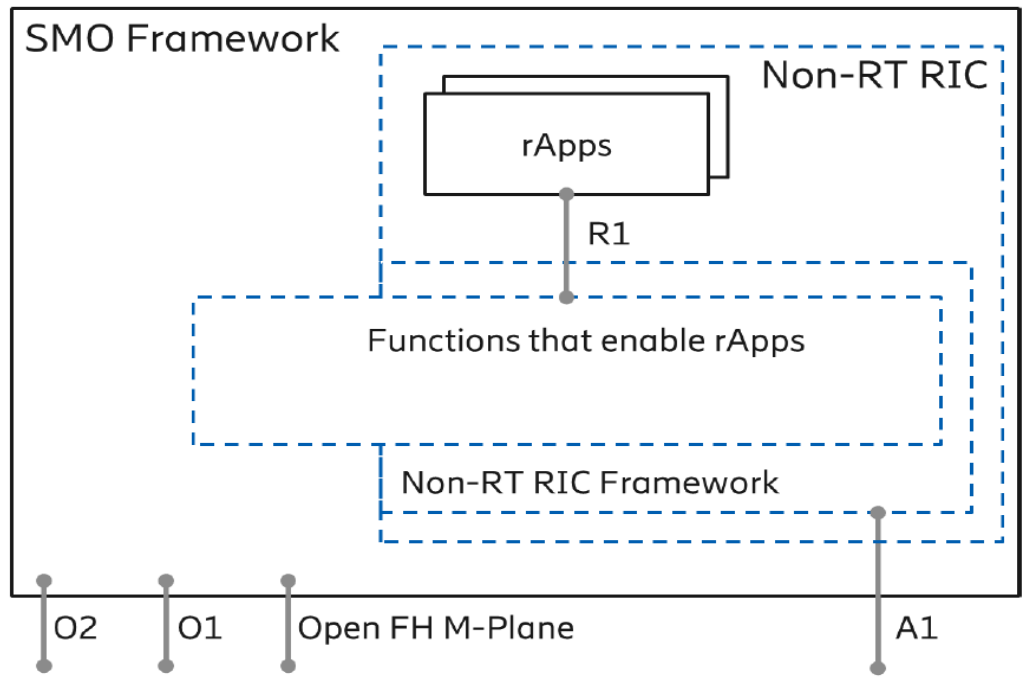 SMO Framework
Non-RT RIC
rApps
R1
Functions that enable rApps
Non-RT RIC Framework
O2
O1
Open FH M-Plane
A1